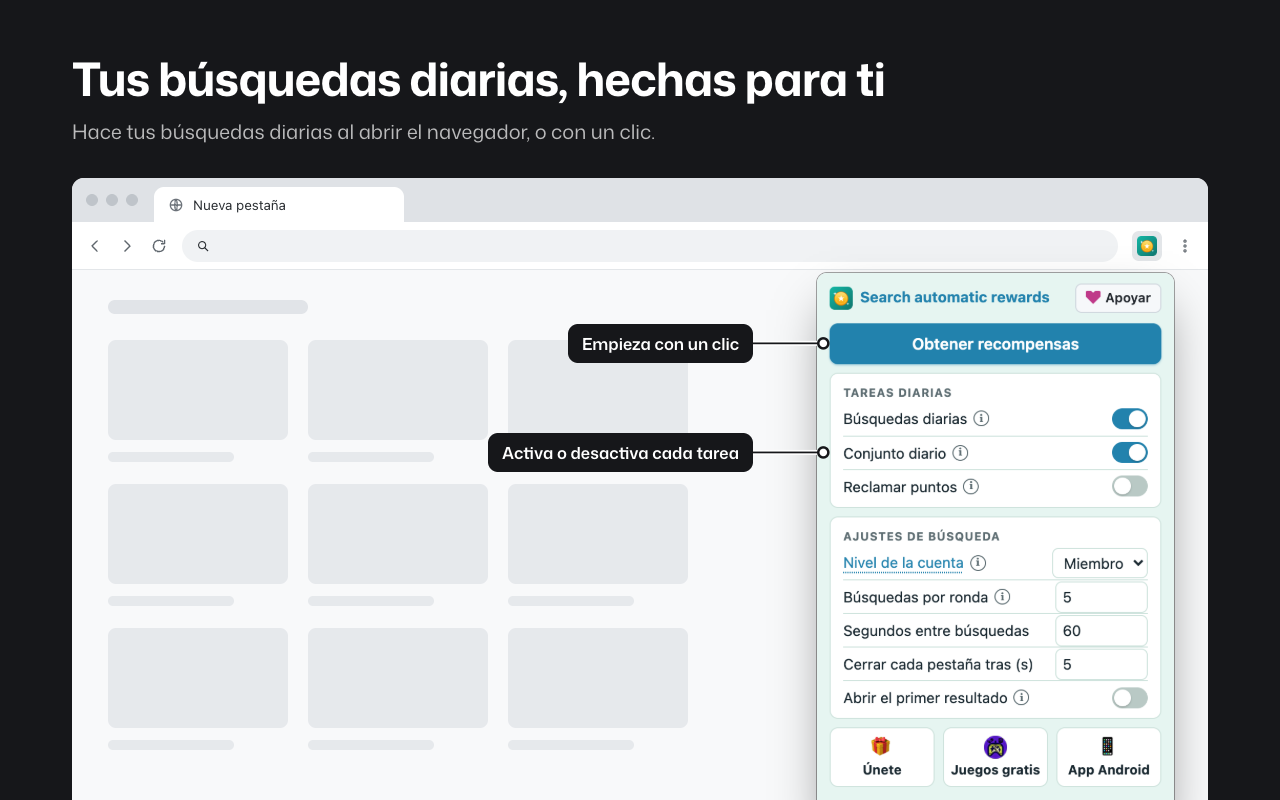 Tus búsquedas diarias, hechas para ti
Hace tus búsquedas diarias al abrir el navegador, o con un clic.
Nueva pestaña
Search automatic rewards
Apoyar
Empieza con un clic
Obtener recompensas
TAREAS DIARIAS
Búsquedas diarias
Activa o desactiva cada tarea
Conjunto diario
Reclamar puntos
AJUSTES DE BÚSQUEDA
Nivel de la cuenta
Miembro
Búsquedas por ronda
5
Segundos entre búsquedas
60
Cerrar cada pestaña tras (s)
5
Abrir el primer resultado
Únete
Juegos gratis
App Android